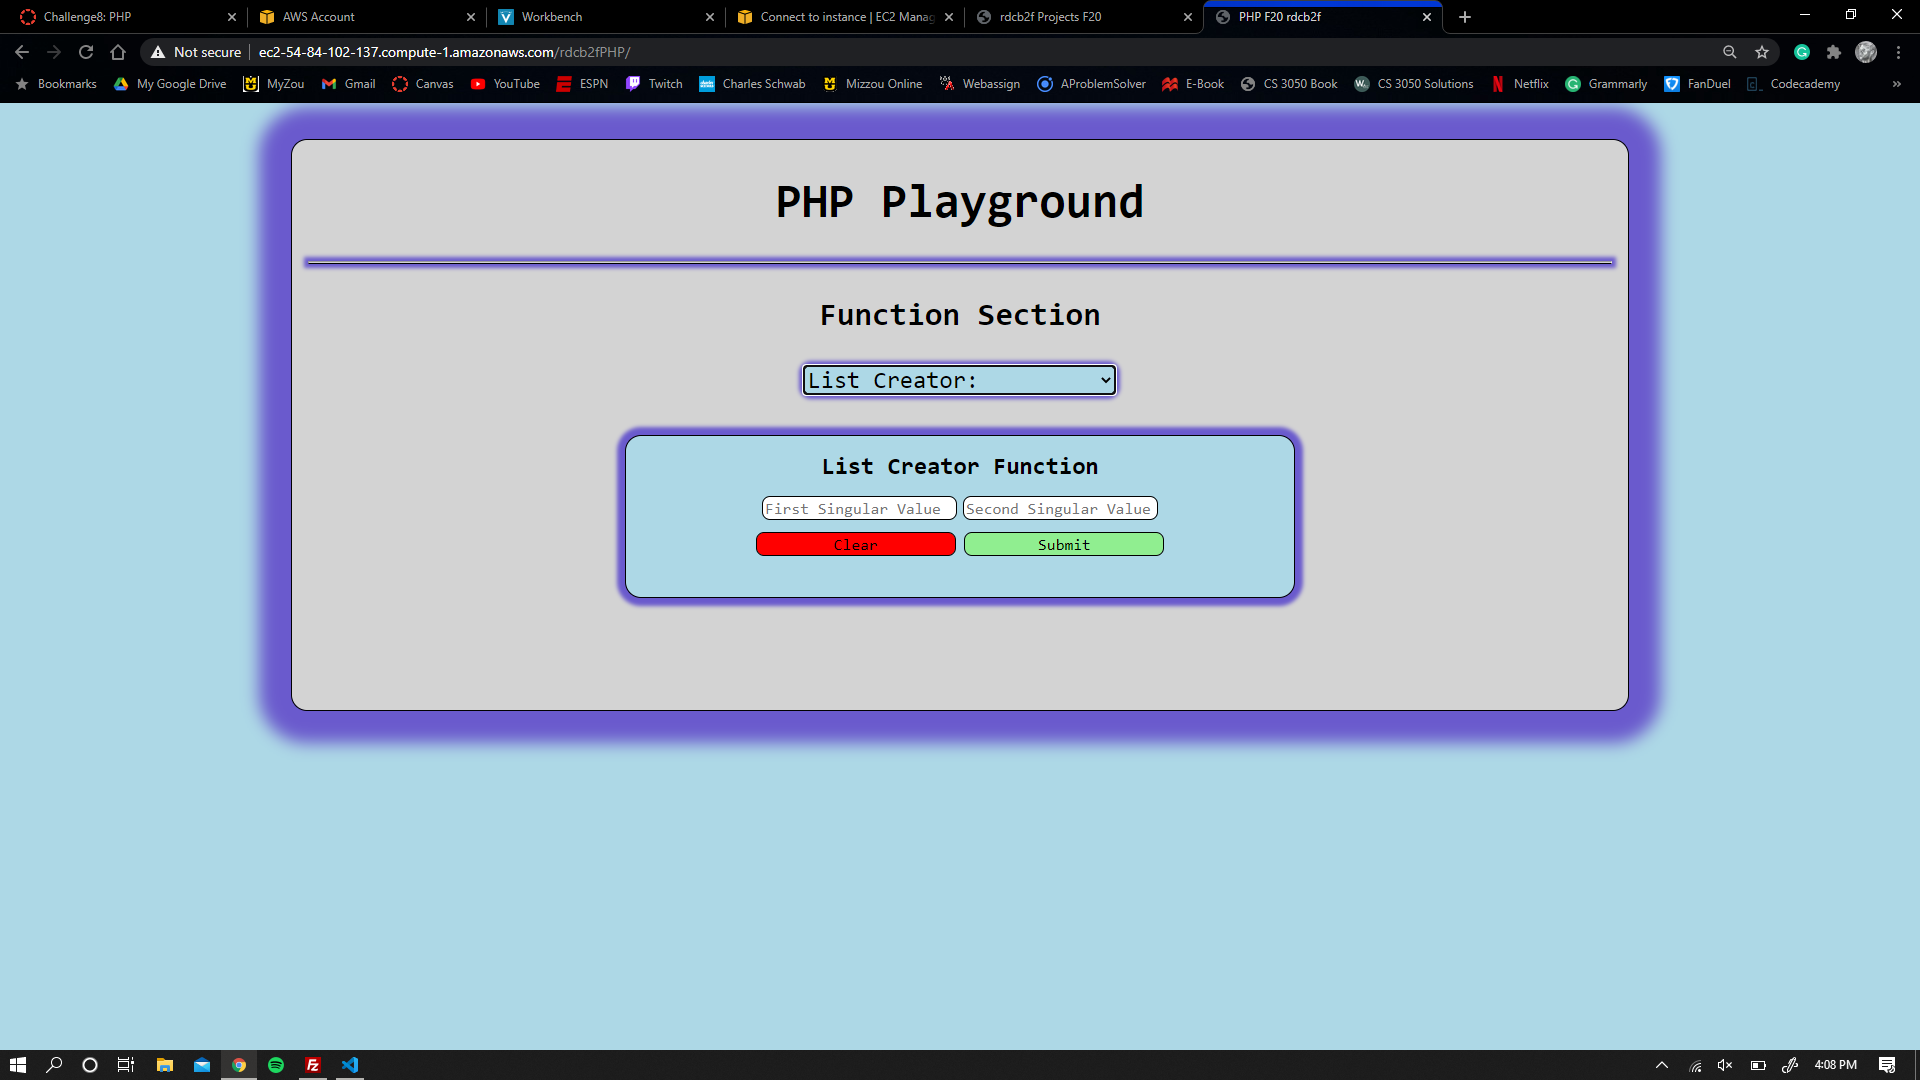 Challenge8: PHP
AWS Account
Workbench
Connect to instance | EC2 Manag
rdcb2f Projects F20
PHP F20 rdcb2f
Not secure
ec2-54-84-102-137.compute-1.amazonaws.com/rdcb2fPHP/
Bookmarks
My Google Drive
MyZou
Gmail
Canvas
YouTube
ESPN
Twitch
Charles Schwab
Mizzou Online
Webassign
AProblemSolver
E-Book
CS 3050 Book
CS 3050 Solutions
Netflix
Grammarly
FanDuel
Codecademy
»
PHP Playground
Function Section
List Creator:
List Creator Function
First Singular Value
Second Singular Value
Clear
Submit
4:08 PM